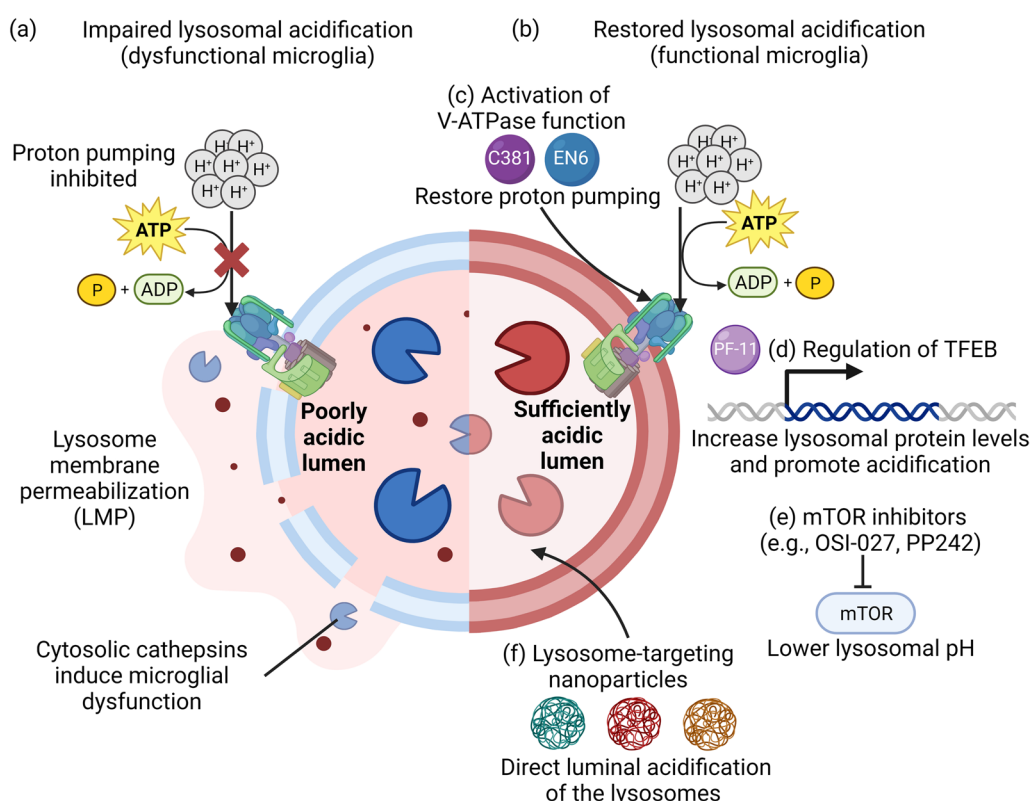 (a)
Impaired lysosomal acidification
(dysfunctional microglia)
(b)
Restored lysosomal acidification
(functional microglia)
(c) Activation of
V-ATPase function
C381
EN6
Restore proton pumping
Proton pumping
inhibited
H⁺
H⁺
H⁺
H⁺
H⁺
H⁺
H⁺
ATP
P + ADP
H⁺
H⁺
H⁺
H⁺
H⁺
H⁺
H⁺
ATP
ADP + P
PF-11
(d) Regulation of TFEB
Increase lysosomal protein levels
and promote acidification
Poorly
acidic
lumen
Sufficiently
acidic
lumen
Lysosome
membrane
permeabilization
(LMP)
(e) mTOR inhibitors
(e.g., OSI-027, PP242)
mTOR
Lower lysosomal pH
Cytosolic cathepsins
induce microglial
dysfunction
(f) Lysosome-targeting
nanoparticles
Direct luminal acidification
of the lysosomes